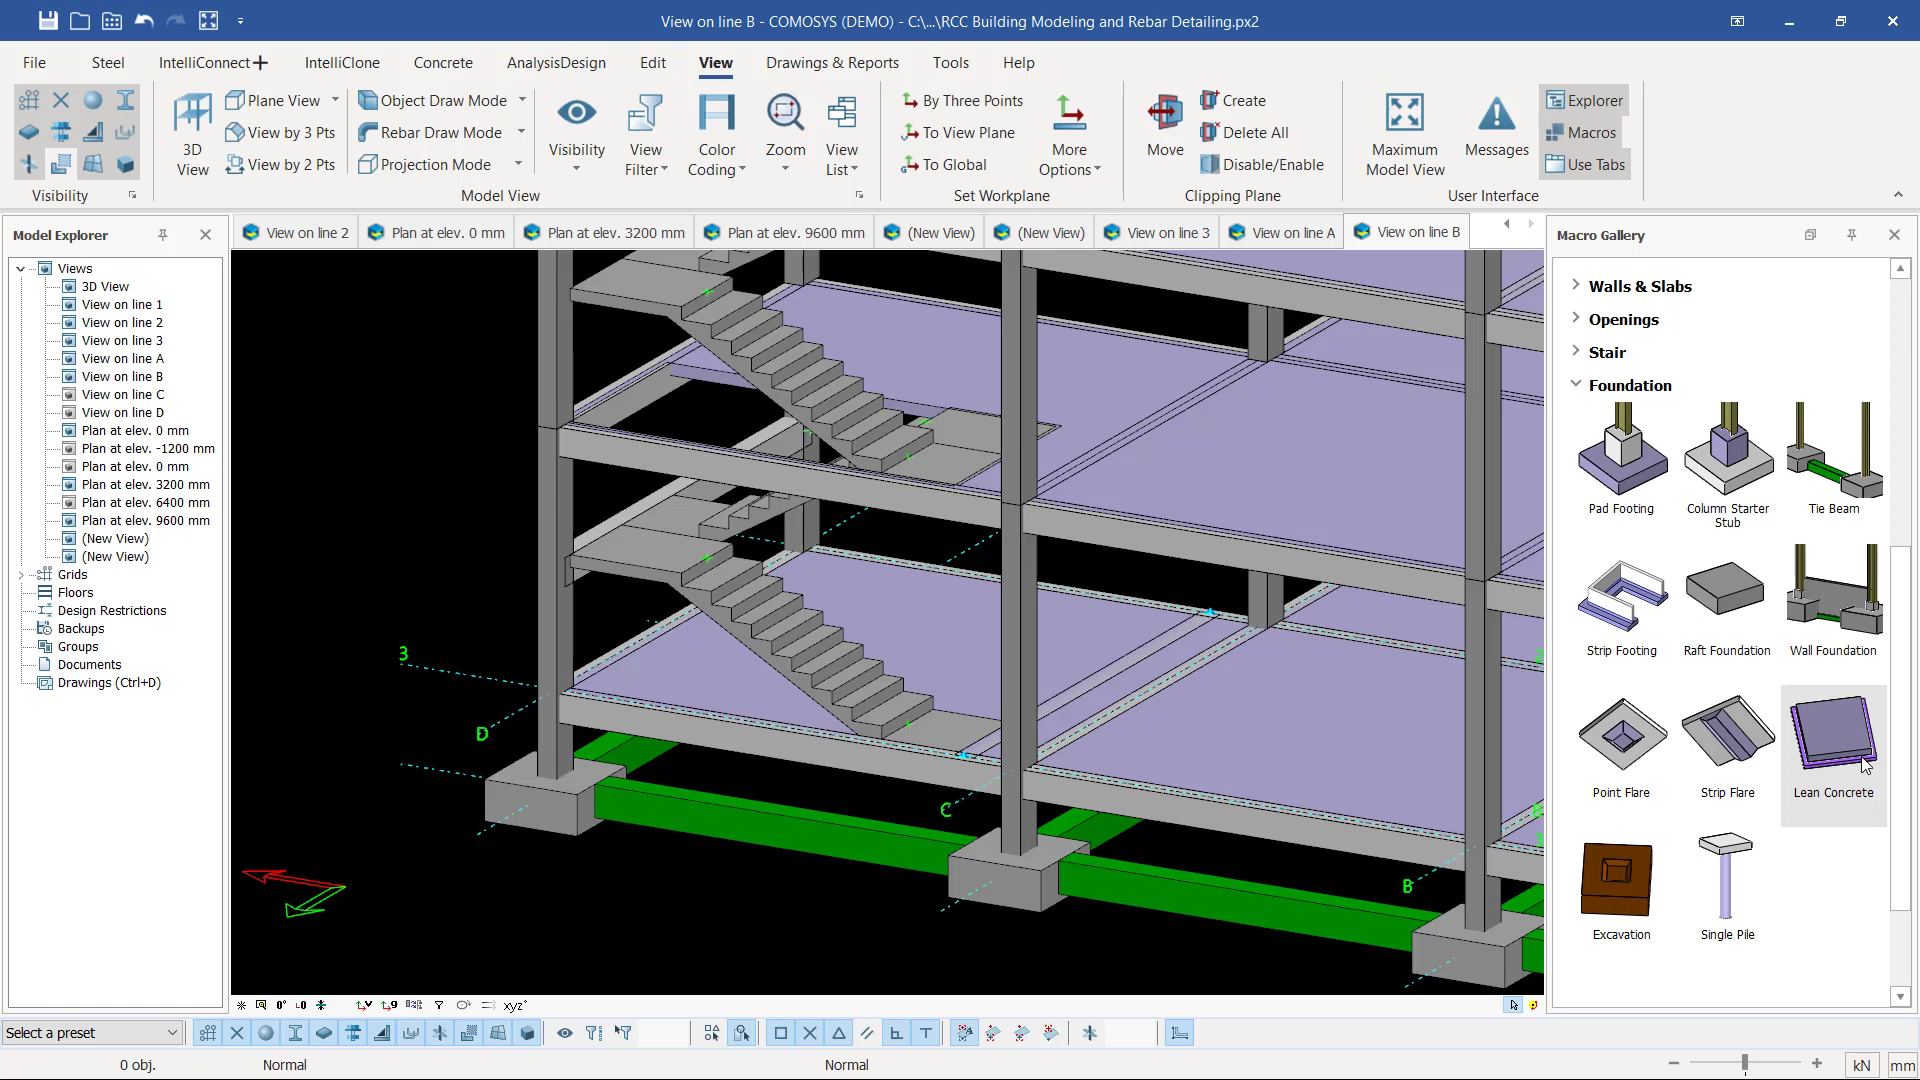 View on line B - COMOSYS (DEMO) - C:\...\RCC Building Modeling and Rebar Detailing.px2
File
Steel
IntelliConnect
IntelliClone
Concrete
AnalysisDesign
Edit
View
Drawings & Reports
Tools
Help
Visibility
3D View
Plane View
View by 3 Pts
View by 2 Pts
Object Draw Mode
Rebar Draw Mode
Projection Mode
Visibility
View Filter
Color Coding
Zoom
View List
Model View
By Three Points
To View Plane
To Global
More Options
Set Workplane
Move
Create
Delete All
Disable/Enable
Clipping Plane
Maximum Model View
Messages
Explorer
Macros
Use Tabs
User Interface
Model Explorer
Views
3D View
View on line 1
View on line 2
View on line 3
View on line A
View on line B
View on line C
View on line D
Plan at elev. 0 mm
Plan at elev. -1200 mm
Plan at elev. 0 mm
Plan at elev. 3200 mm
Plan at elev. 6400 mm
Plan at elev. 9600 mm
(New View)
(New View)
Grids
Floors
Design Restrictions
Backups
Groups
Documents
Drawings (Ctrl+D)
View on line 2
Plan at elev. 0 mm
Plan at elev. 3200 mm
Plan at elev. 9600 mm
(New View)
(New View)
View on line 3
View on line A
View on line B
3
D
C
B
Macro Gallery
Walls & Slabs
Openings
Stair
Foundation
Pad Footing
Column Starter Stub
Tie Beam
Strip Footing
Raft Foundation
Wall Foundation
Point Flare
Strip Flare
Lean Concrete
Excavation
Single Pile
xyz
Select a preset
0 obj.
Normal
Normal
kN
mm